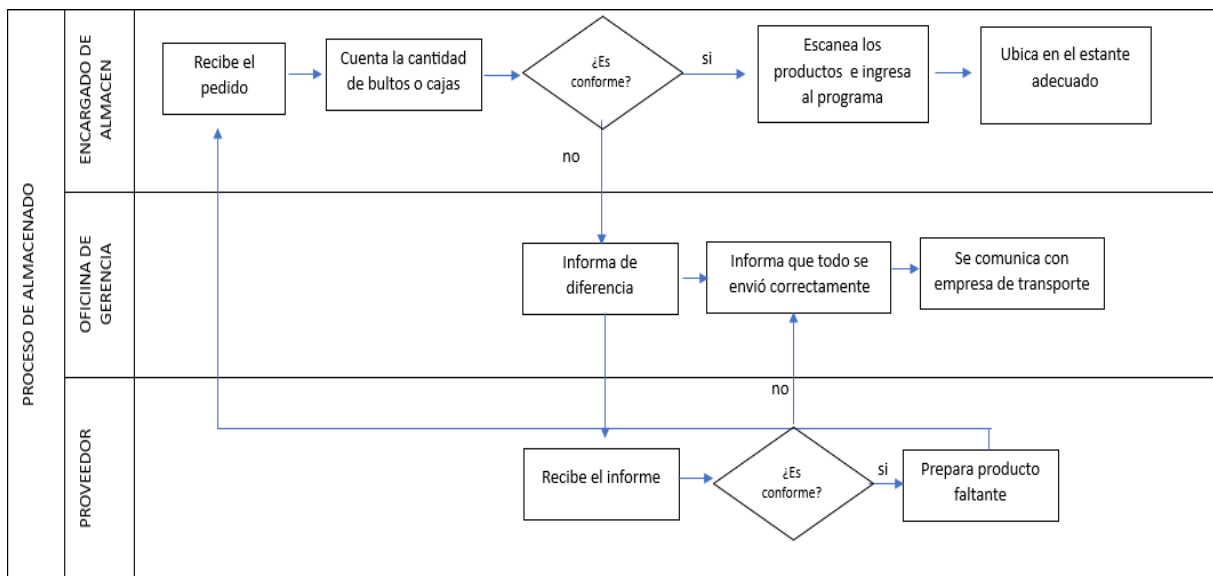 PROCESO DE ALMACENADO
ENCARGADO DE
ALMACEN
Recibe el
pedido
Cuenta la cantidad
de bultos o cajas
¿Es
conforme?
si
Escanea los
productos e ingresa
al programa
Ubica en el estante
adecuado
no
OFICIINA DE
GERENCIA
Informa de
diferencia
Informa que todo se
envió correctamente
Se comunica con
empresa de transporte
no
PROVEEDOR
Recibe el informe
¿Es
conforme?
si
Prepara producto
faltante